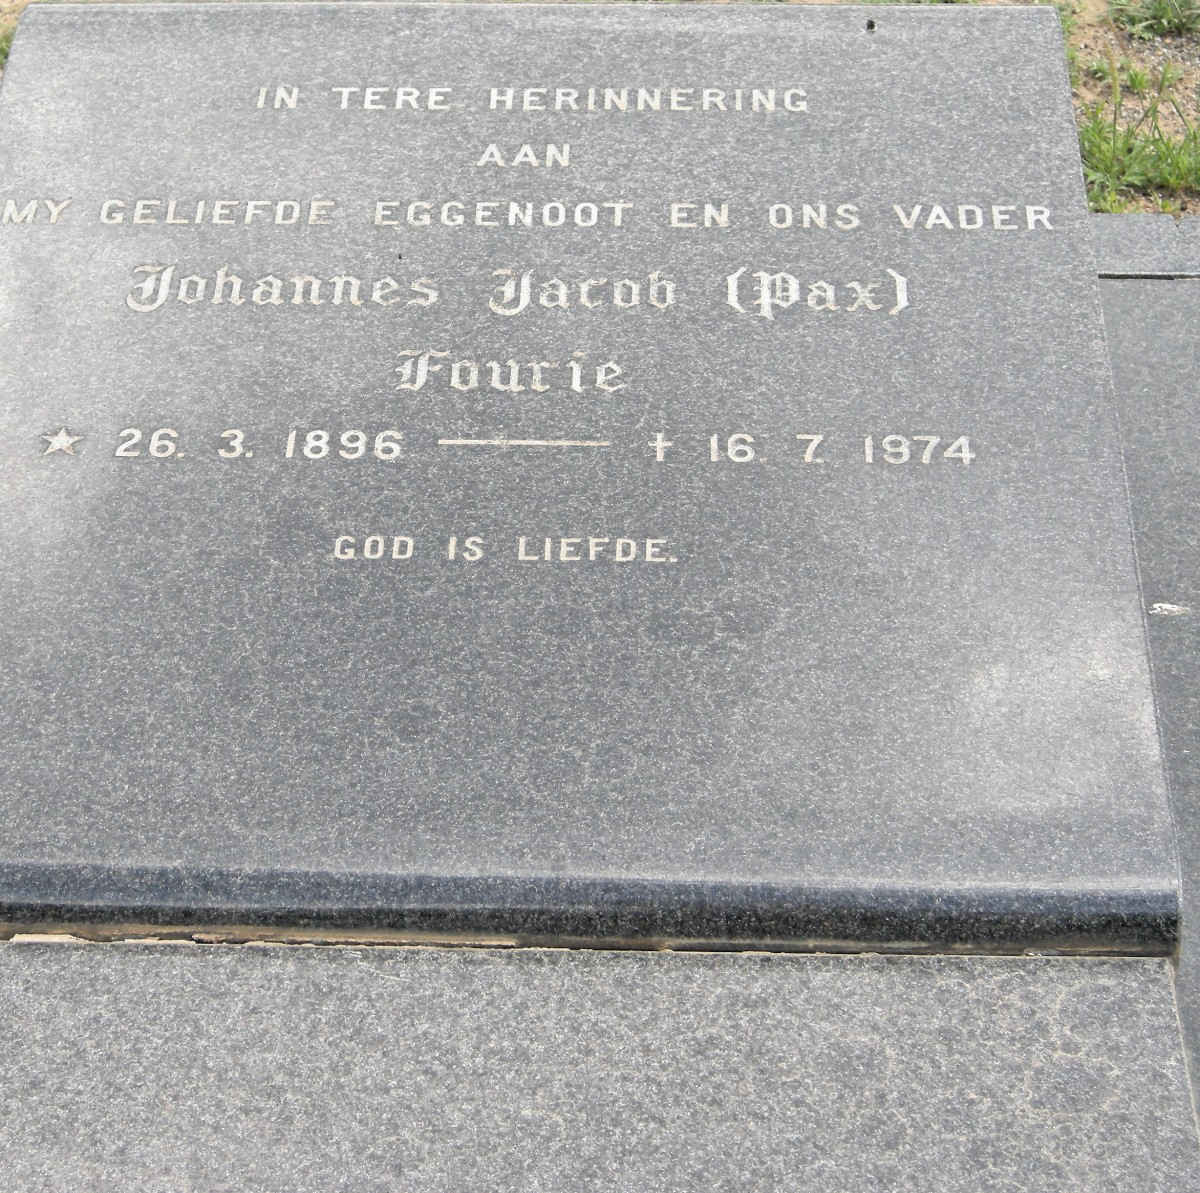 IN TERE HERINNERING
AAN
MY GELIEFDE EGGENOOT EN ONS VADER
Johannes Jacob (Pax)
Fourie
★ 26. 3. 1896 — † 16. 7. 1974
GOD IS LIEFDE.